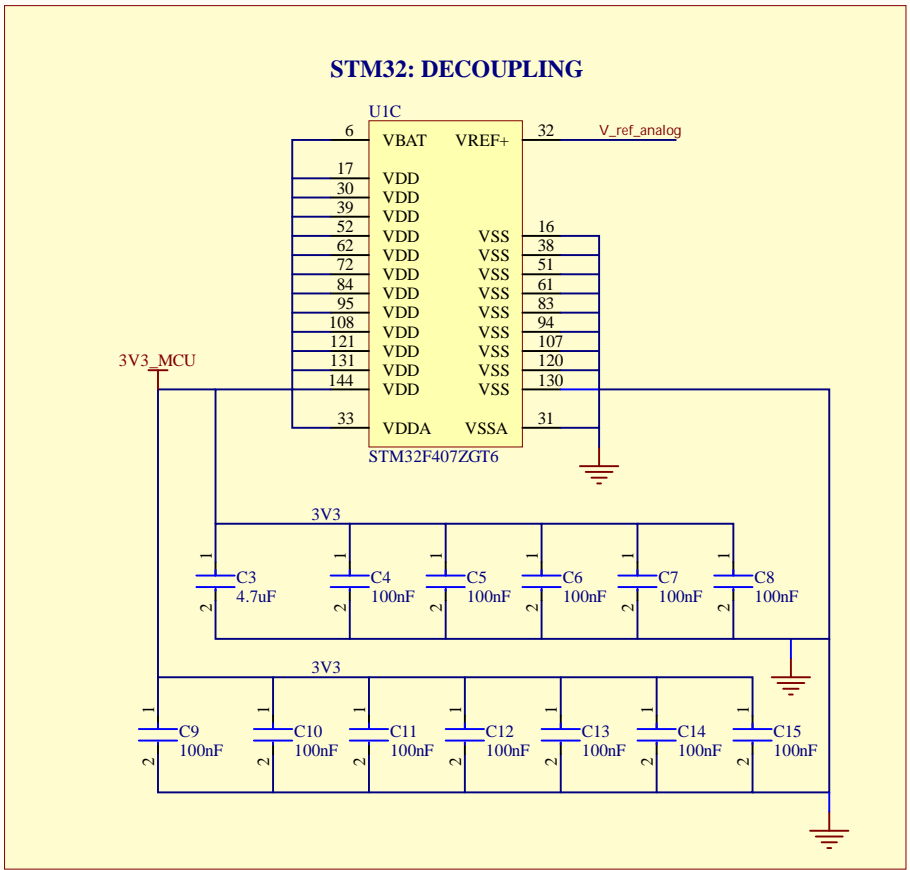 STM32: DECOUPLING
U1C
6 VBAT VREF+ 32 V_ref_analog
17 VDD
30 VDD
39 VDD
52 VDD VSS 16
62 VDD VSS 38
72 VDD VSS 51
84 VDD VSS 61
95 VDD VSS 83
108 VDD VSS 94
121 VDD VSS 107
131 VDD VSS 120
3V3_MCU
144 VDD VSS 130
33 VDDA VSSA 31
STM32F407ZGT6
3V3
1 1 1 1 1 1
C3 C4 C5 C6 C7 C8
4.7uF 100nF 100nF 100nF 100nF 100nF
2 2 2 2 2 2
3V3
1 1 1 1 1 1 1
C9 C10 C11 C12 C13 C14 C15
100nF 100nF 100nF 100nF 100nF 100nF 100nF
2 2 2 2 2 2 2